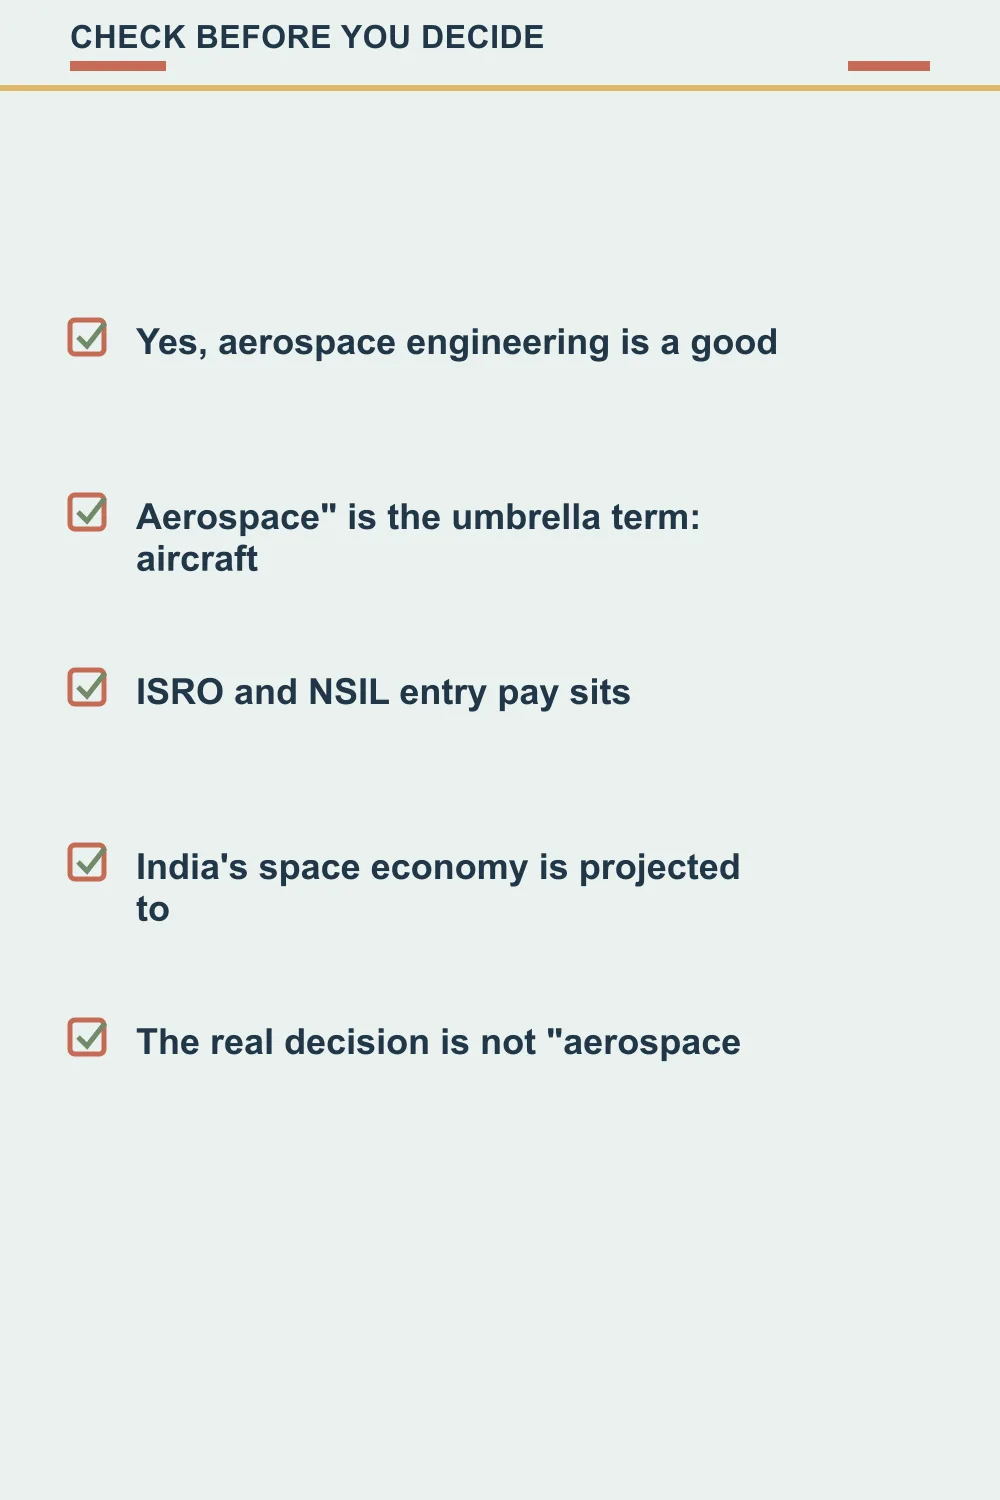 CHECK BEFORE YOU DECIDE
Yes, aerospace engineering is a good
Aerospace" is the umbrella term:
aircraft
ISRO and NSIL entry pay sits
India's space economy is projected
to
The real decision is not "aerospace